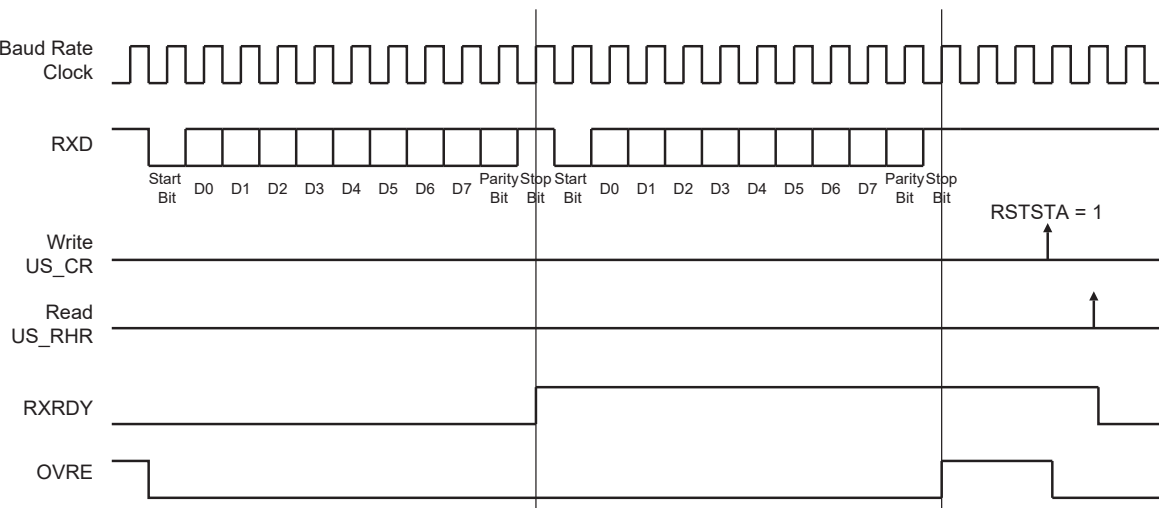 Baud Rate
Clock
RXD
Start
Bit
D0
D1
D2
D3
D4
D5
D6
D7
Parity
Bit
Stop
Bit
Start
Bit
D0
D1
D2
D3
D4
D5
D6
D7
Parity
Bit
Stop
Bit
RSTSTA = 1
Write
US_CR
Read
US_RHR
RXRDY
OVRE